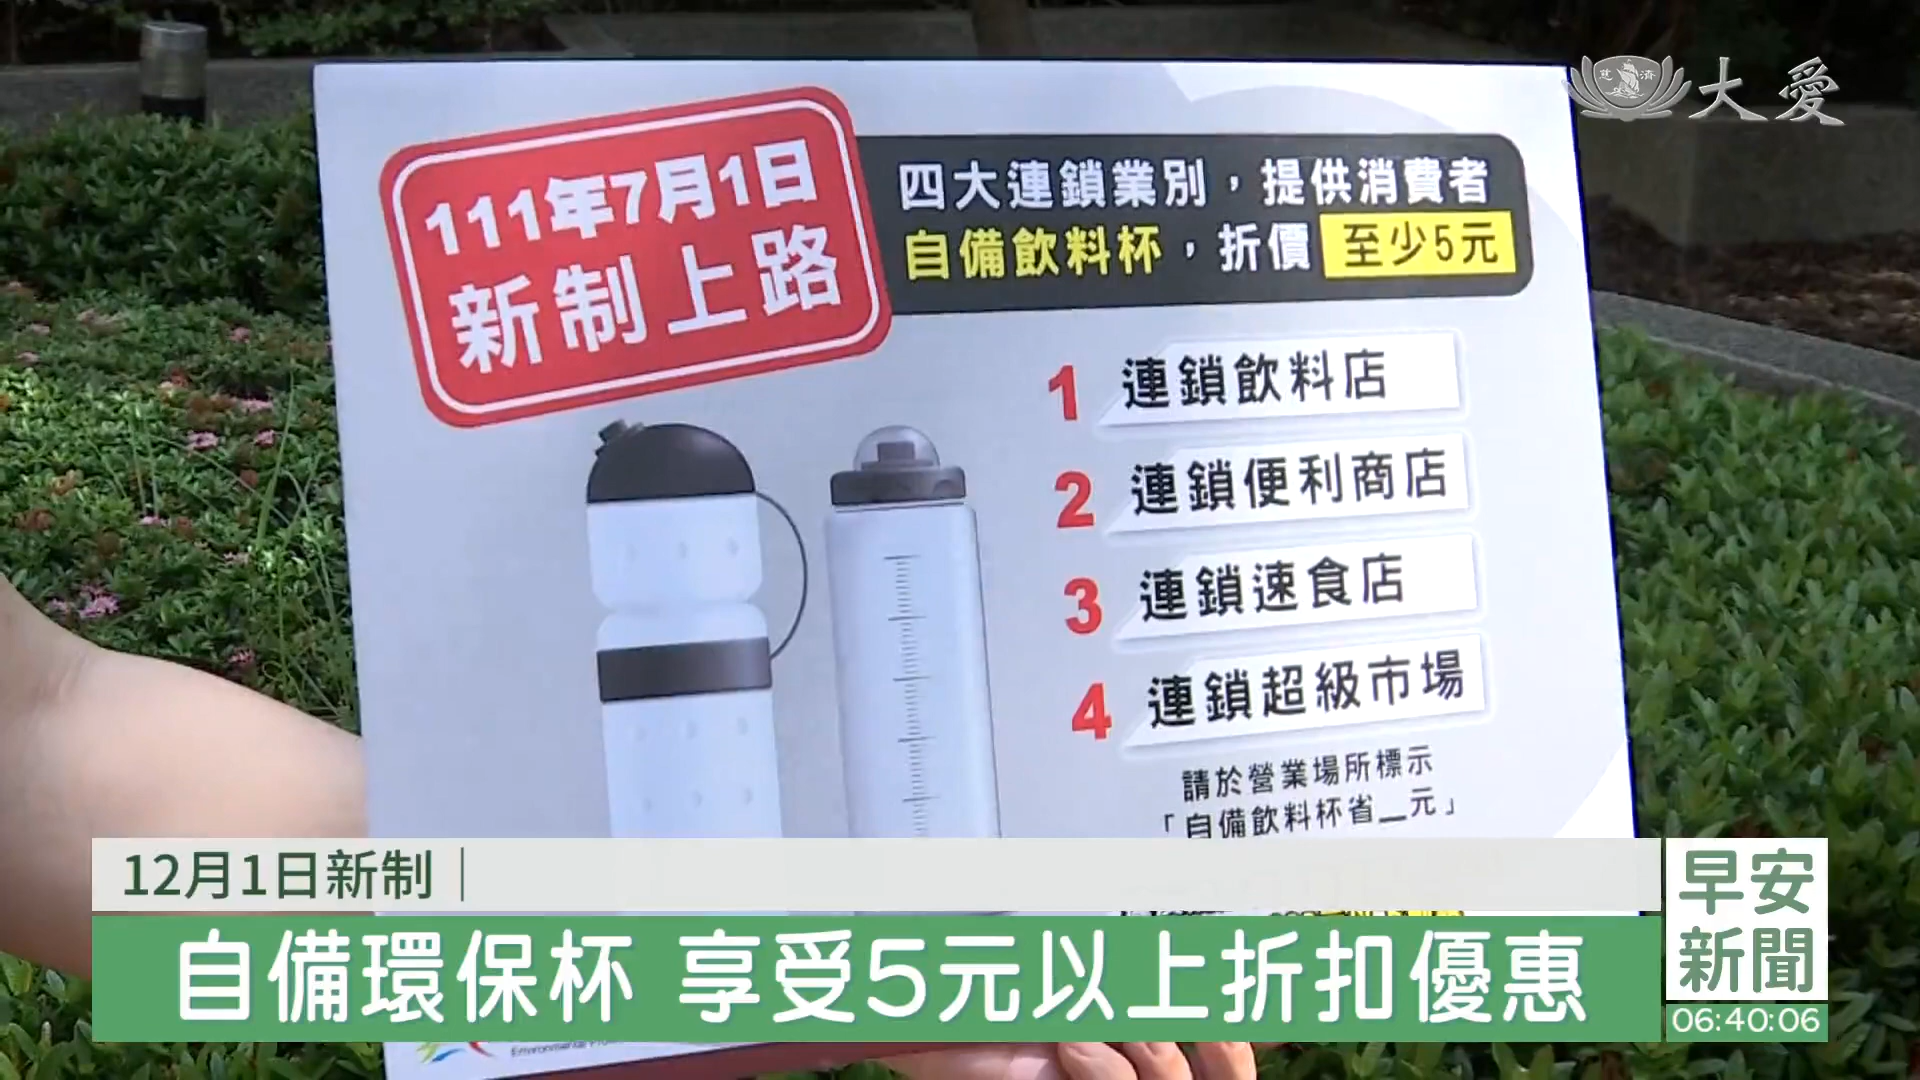 慈濟
大愛
111年7月1日
新制上路
四大連鎖業別，提供消費者
自備飲料杯，折價 至少5元
1 連鎖飲料店
2 連鎖便利商店
3 連鎖速食店
4 連鎖超級市場
請於營業場所標示
「自備飲料杯省__元」
12月1日新制
自備環保杯 享受5元以上折扣優惠
早安
新聞
06:40:06